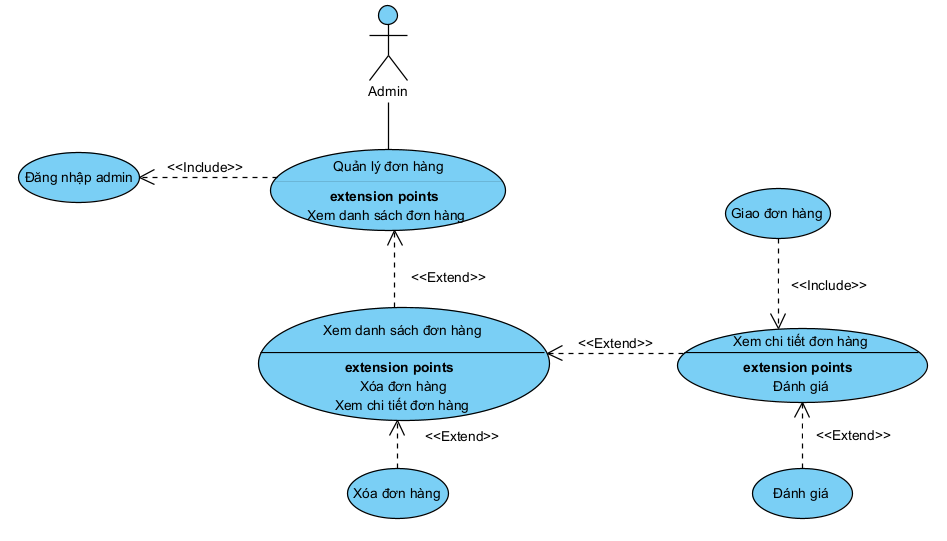 Admin
<<Include>>
Đăng nhập admin
Quản lý đơn hàng
extension points
Xem danh sách đơn hàng
Giao đơn hàng
<<Extend>>
<<Include>>
Xem danh sách đơn hàng
extension points
Xóa đơn hàng
Xem chi tiết đơn hàng
<<Extend>>
Xem chi tiết đơn hàng
extension points
Đánh giá
<<Extend>>
<<Extend>>
Xóa đơn hàng
Đánh giá